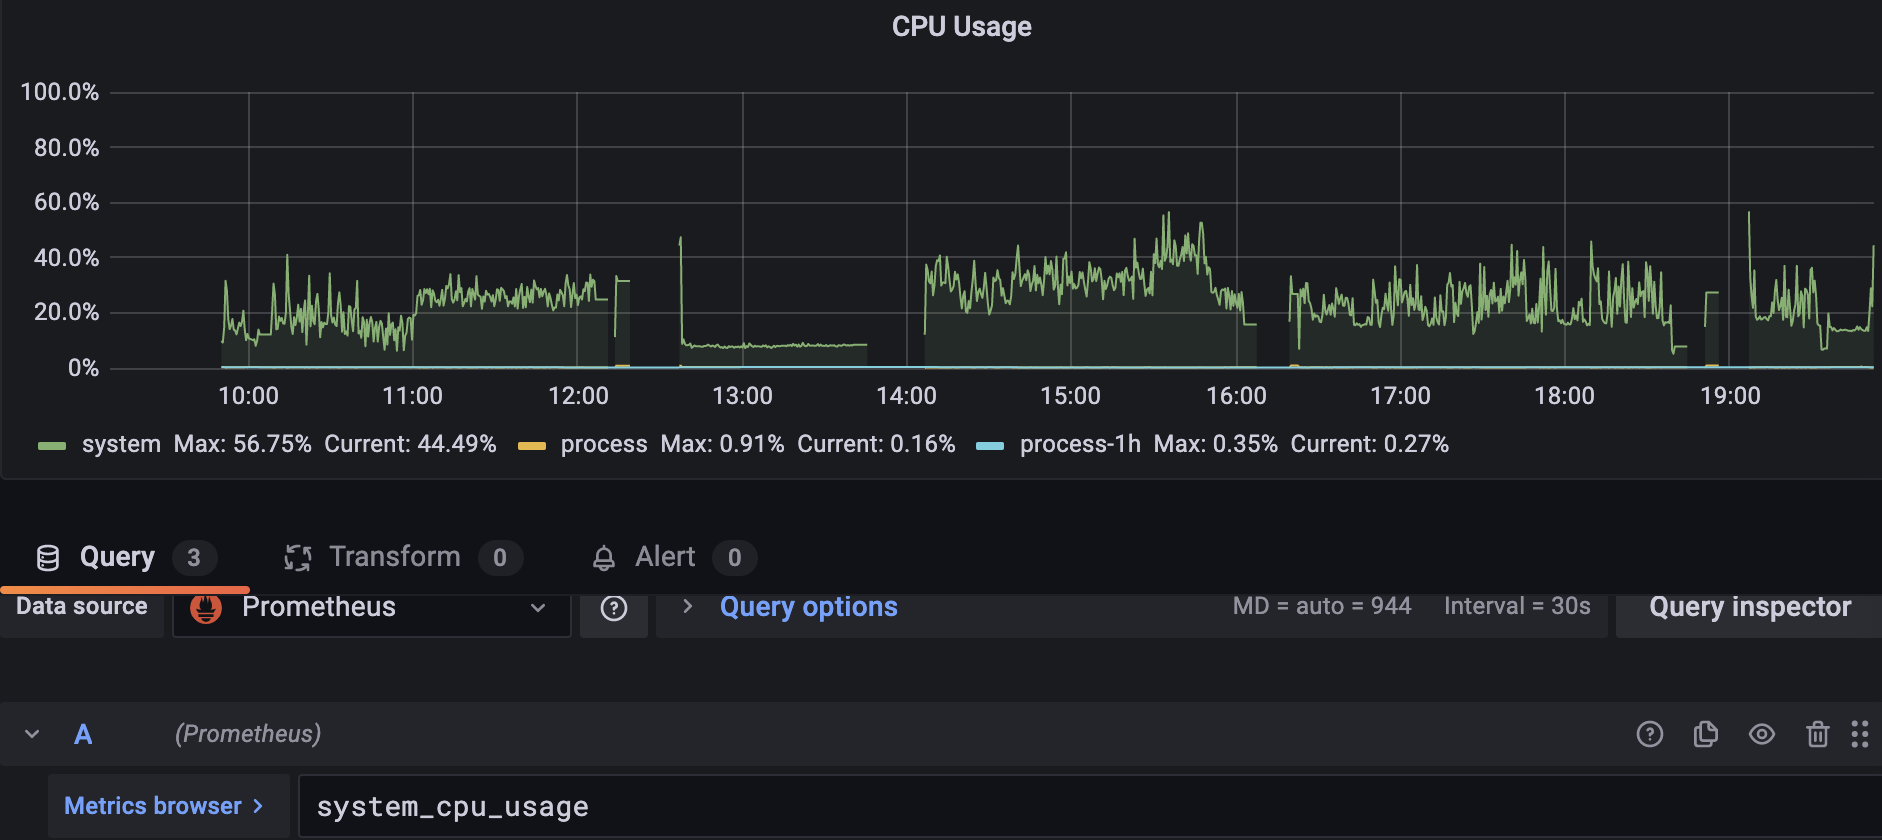 CPU Usage
100.0%
80.0%
60.0%
40.0%
20.0%
0%
10:00 11:00 12:00 13:00 14:00 15:00 16:00 17:00 18:00 19:00
system Max: 56.75% Current: 44.49% process Max: 0.91% Current: 0.16% process-1h Max: 0.35% Current: 0.27%
Query 3 Transform 0 Alert 0
Data source Prometheus Query options MD = auto = 944 Interval = 30s Query inspector
A (Prometheus)
Metrics browser > system_cpu_usage